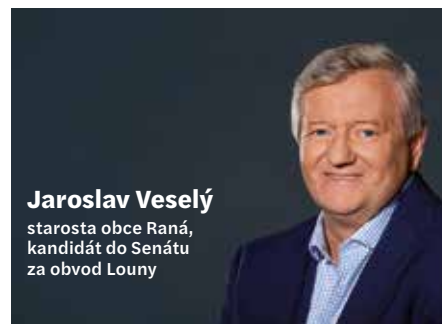 Jaroslav Veselý
starosta obce Raná,
kandidát do Senátu
za obvod Louny